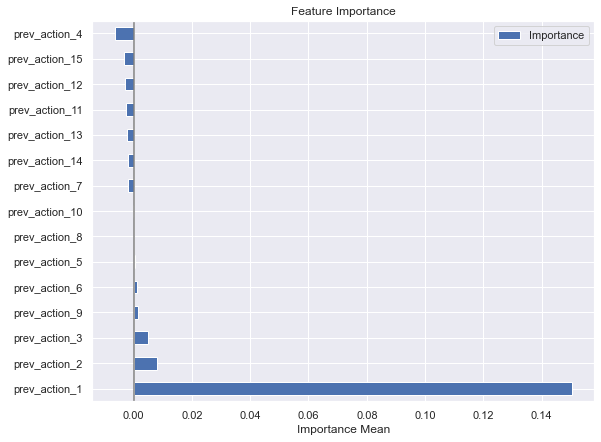 Feature Importance
Importance
prev_action_4
prev_action_15
prev_action_12
prev_action_11
prev_action_13
prev_action_14
prev_action_7
prev_action_10
prev_action_8
prev_action_5
prev_action_6
prev_action_9
prev_action_3
prev_action_2
prev_action_1
0.00 0.02 0.04 0.06 0.08 0.10 0.12 0.14
Importance Mean